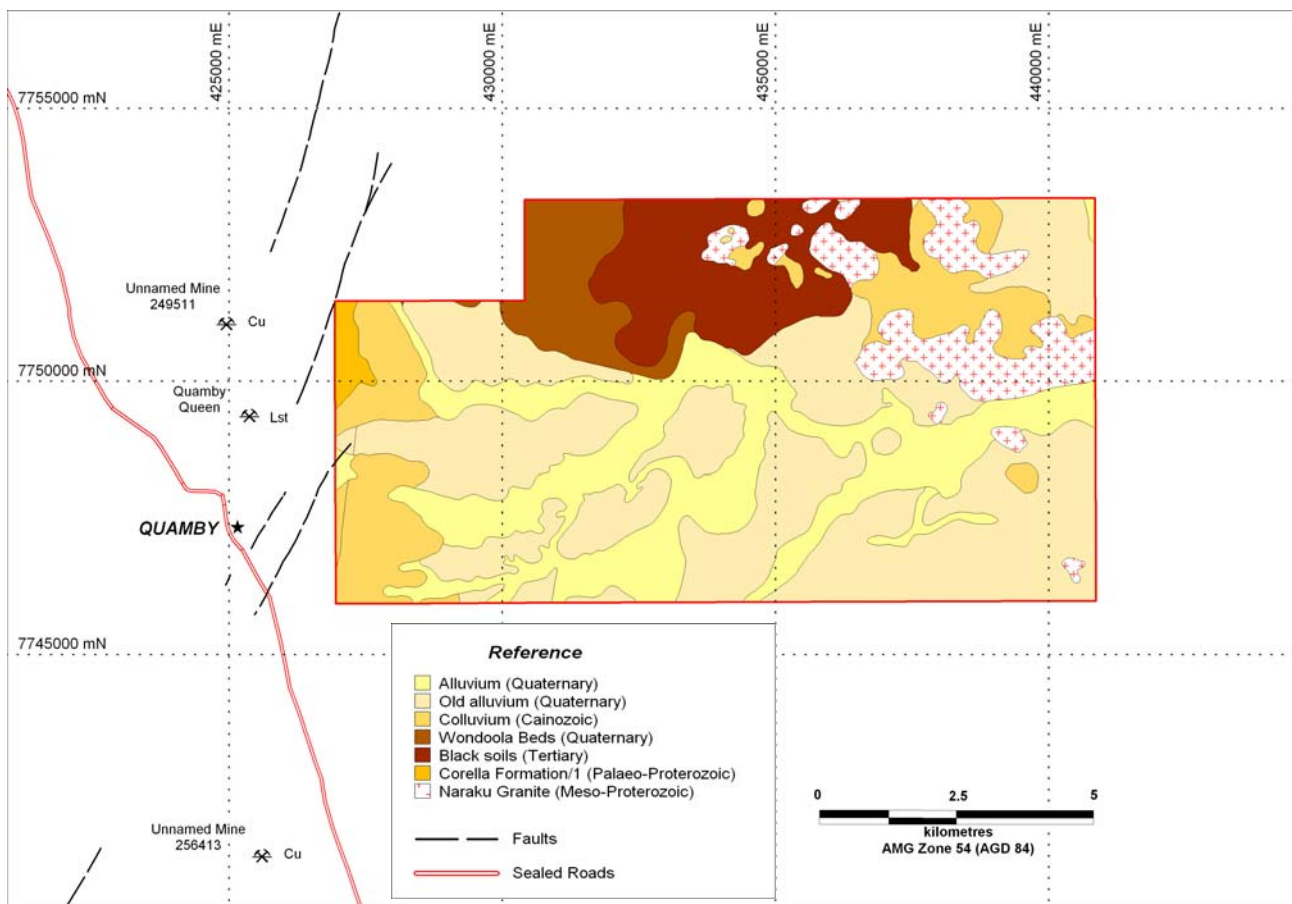 425000 mE
430000 mE
435000 mE
440000 mE
7755000 mN
Unnamed Mine
249511
Cu
7750000 mN
Quamby
Queen
Lst
QUAMBY
7745000 mN
Unnamed Mine
256413
Cu
Reference
Alluvium (Quaternary)
Old alluvium (Quaternary)
Colluvium (Cainozoic)
Wondoola Beds (Quaternary)
Black soils (Tertiary)
Corella Formation/1 (Palaeo-Proterozoic)
Naraku Granite (Meso-Proterozoic)
Faults
Sealed Roads
0 2.5 5
kilometres
AMG Zone 54 (AGD 84)